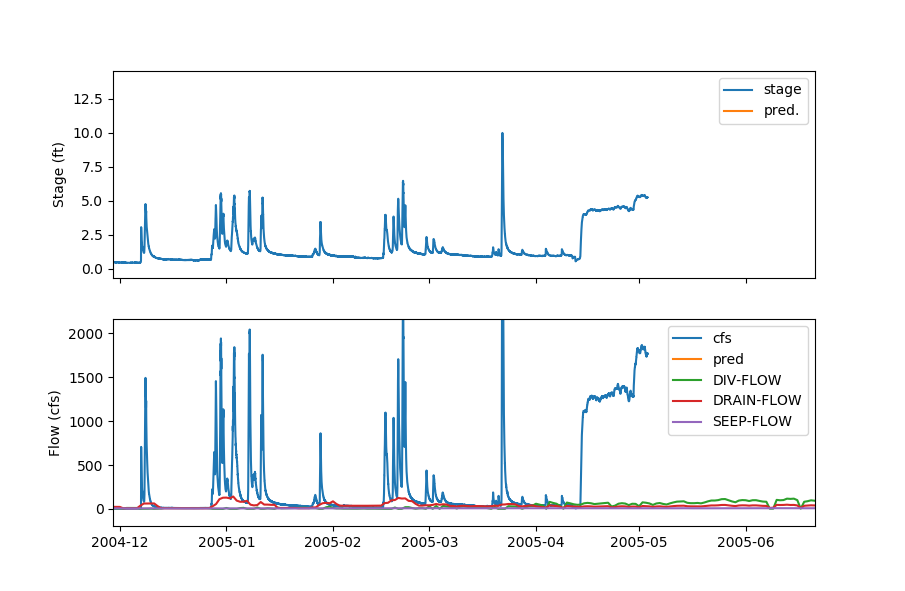 12.5
10.0
7.5
5.0
2.5
0.0
Stage (ft)
stage
pred.
2000
1500
1000
500
0
Flow (cfs)
cfs
pred
DIV-FLOW
DRAIN-FLOW
SEEP-FLOW
2004-12
2005-01
2005-02
2005-03
2005-04
2005-05
2005-06